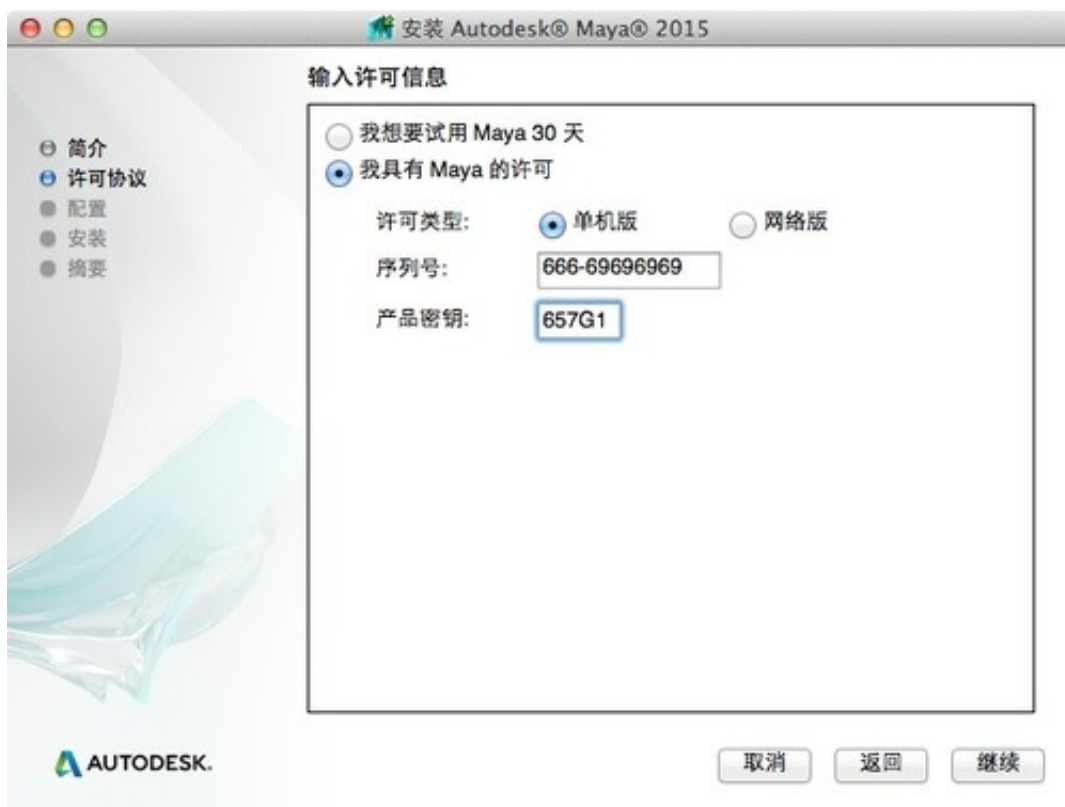 安装 Autodesk® Maya® 2015
输入许可信息
简介
许可协议
配置
安装
摘要
我想要试用 Maya 30 天
我具有 Maya 的许可
许可类型: 单机版 网络版
序列号: 666-69696969
产品密钥: 657G1
AUTODESK.
取消 返回 继续